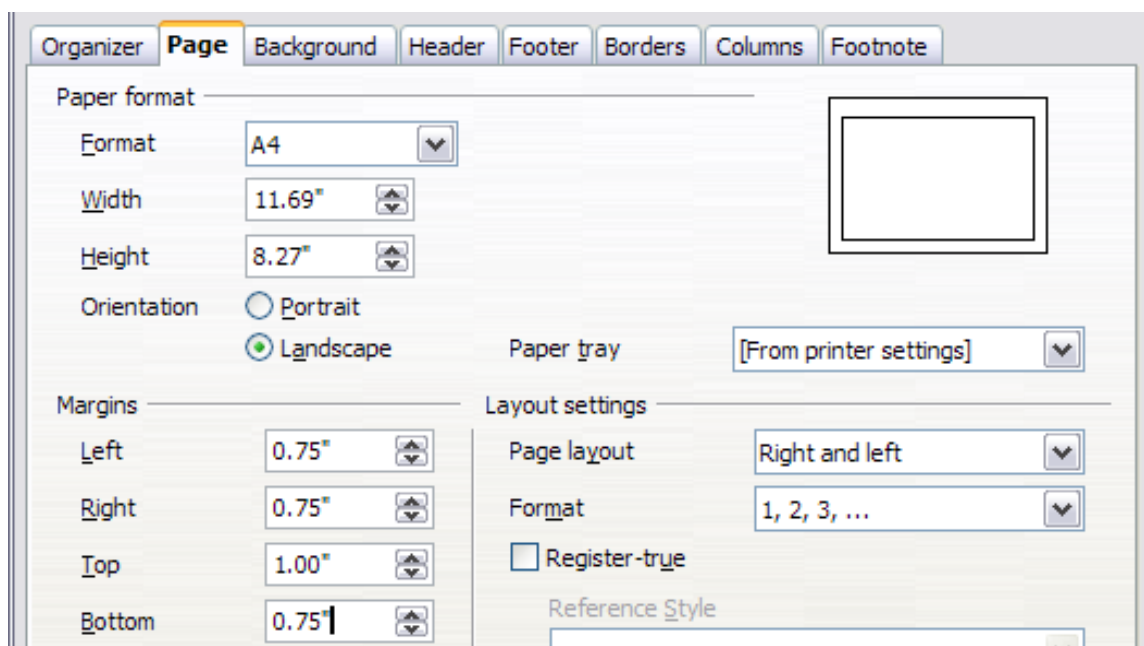 Organizer Page Background Header Footer Borders Columns Footnote
Paper format
Format A4
Width 11.69"
Height 8.27"
Orientation Portrait
Landscape Paper tray [From printer settings]
Margins Layout settings
Left 0.75" Page layout Right and left
Right 0.75" Format 1, 2, 3, ...
Top 1.00" Register-true
Reference Style
Bottom 0.75"